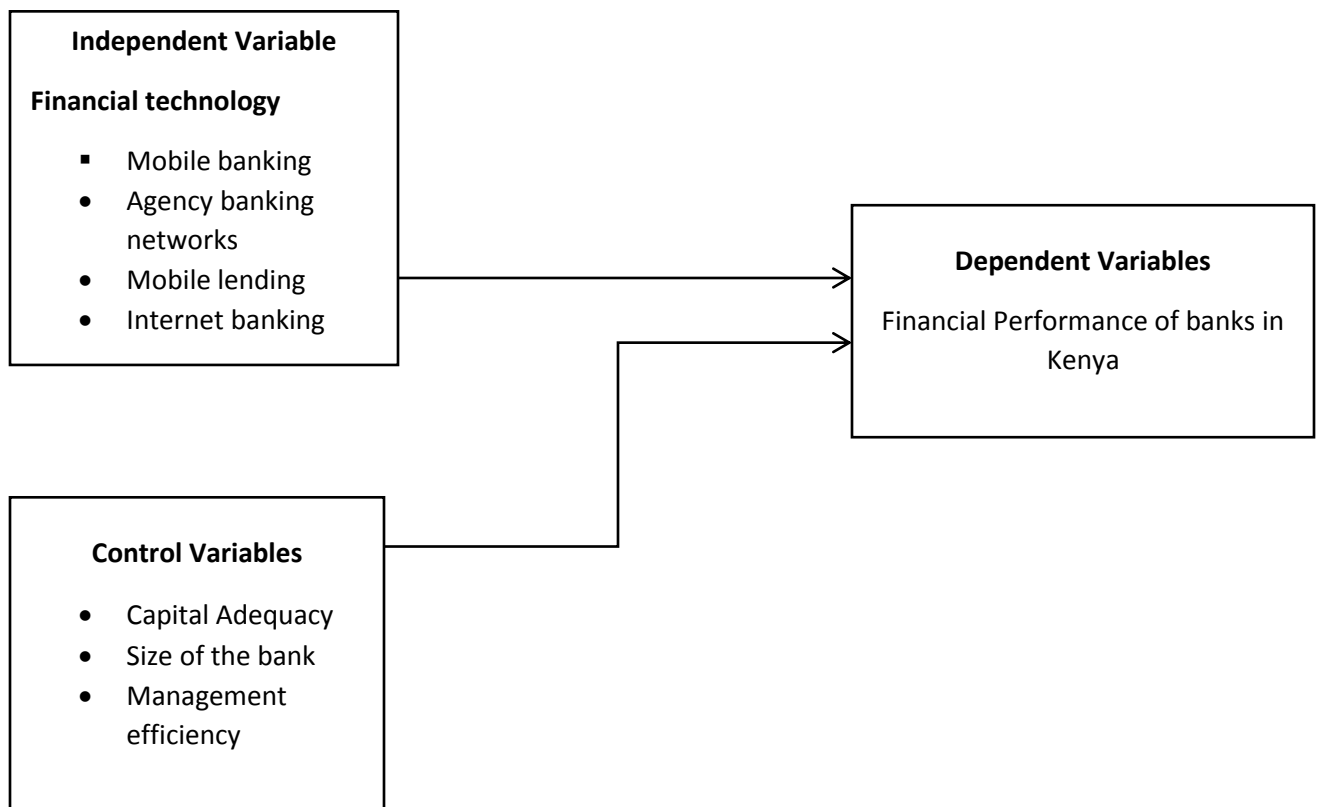 Independent Variable
Financial technology
▪ Mobile banking
• Agency banking
networks
• Mobile lending
• Internet banking
Dependent Variables
Financial Performance of banks in
Kenya
Control Variables
• Capital Adequacy
• Size of the bank
• Management
efficiency